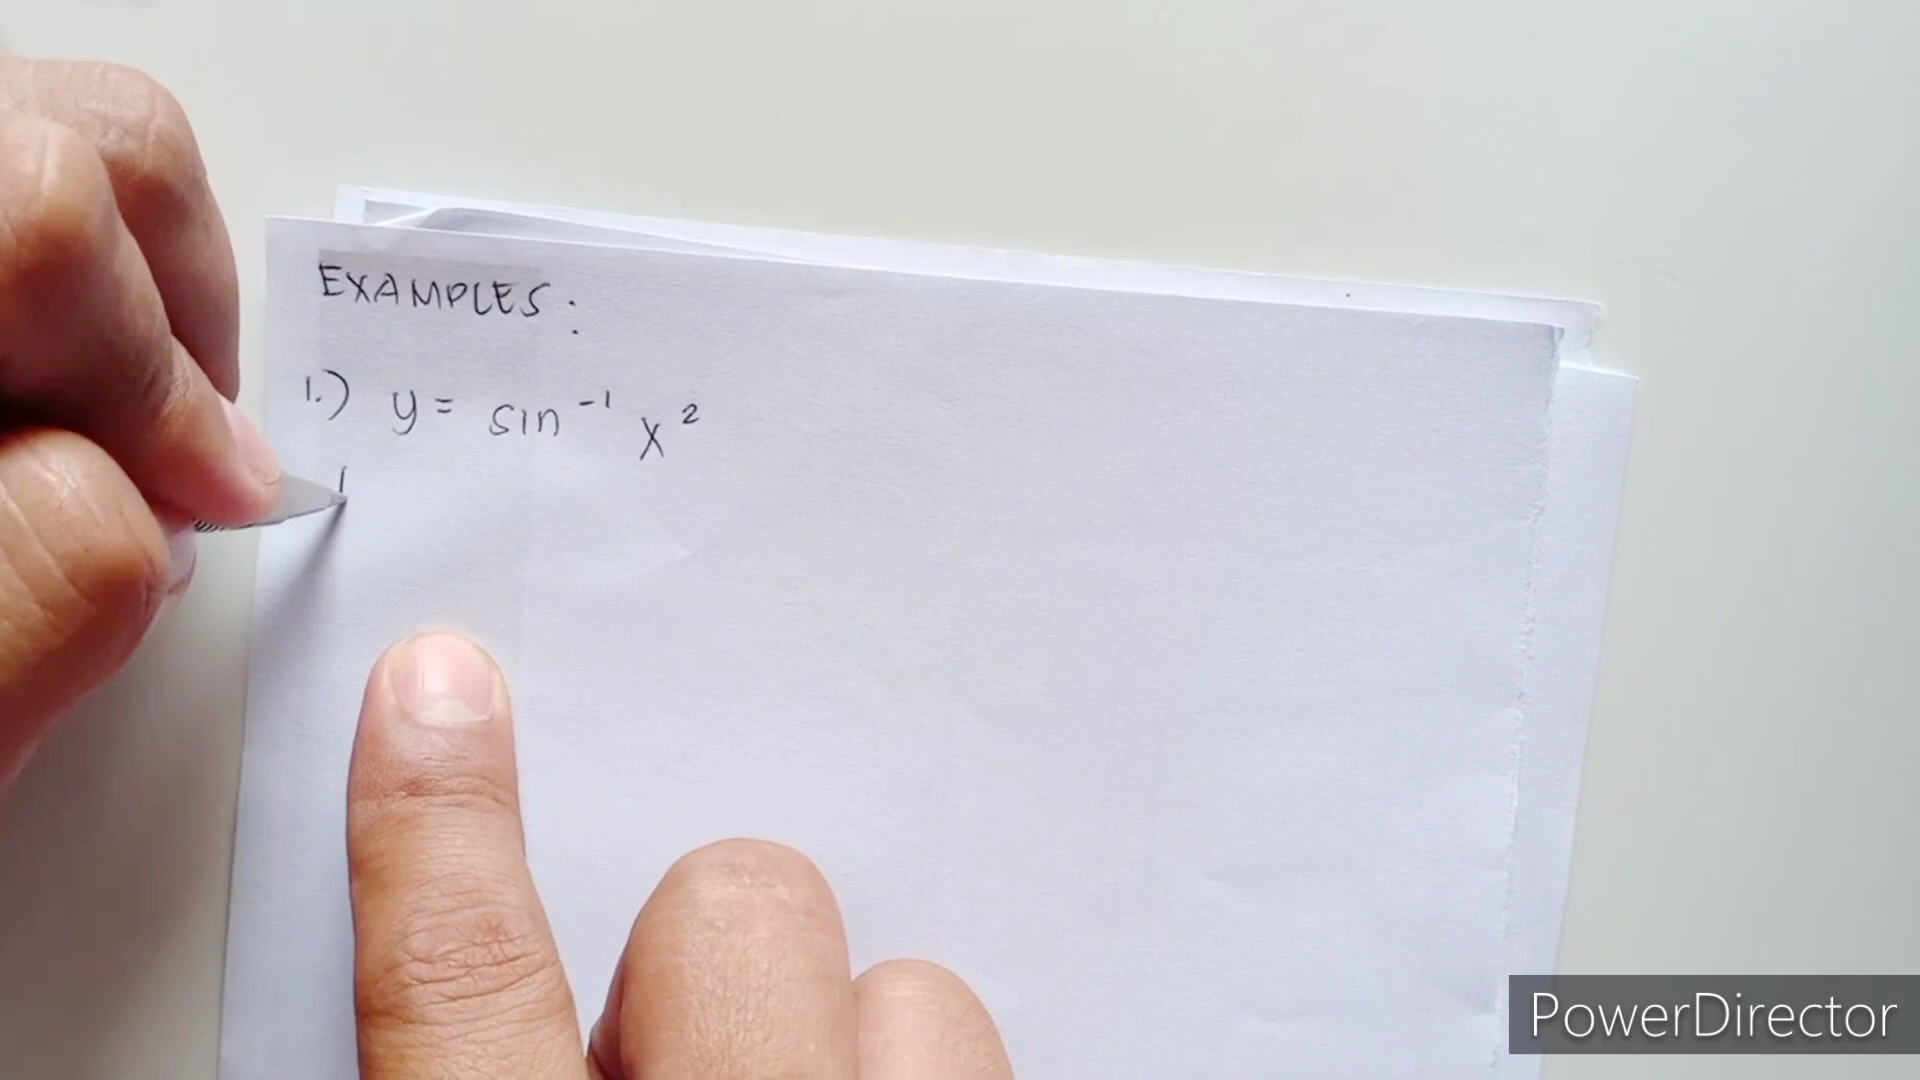 EXAMPLES:
1.) y = sin⁻¹ x²
PowerDirector